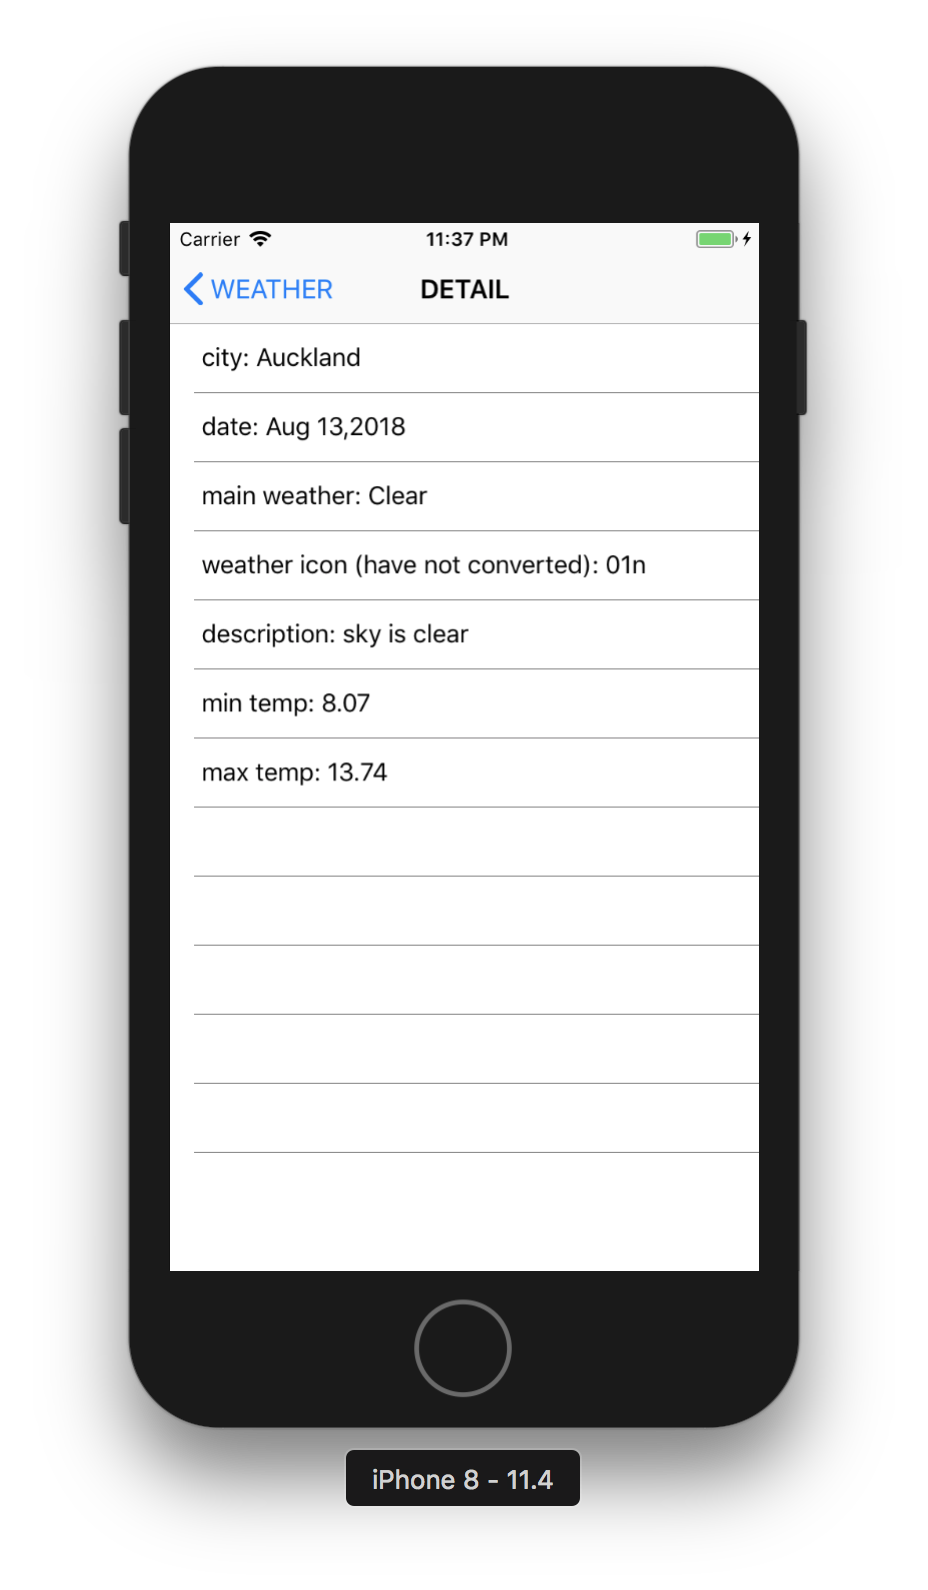 Carrier 11:37 PM
WEATHER DETAIL
city: Auckland
date: Aug 13,2018
main weather: Clear
weather icon (have not converted): 01n
description: sky is clear
min temp: 8.07
max temp: 13.74
iPhone 8 - 11.4